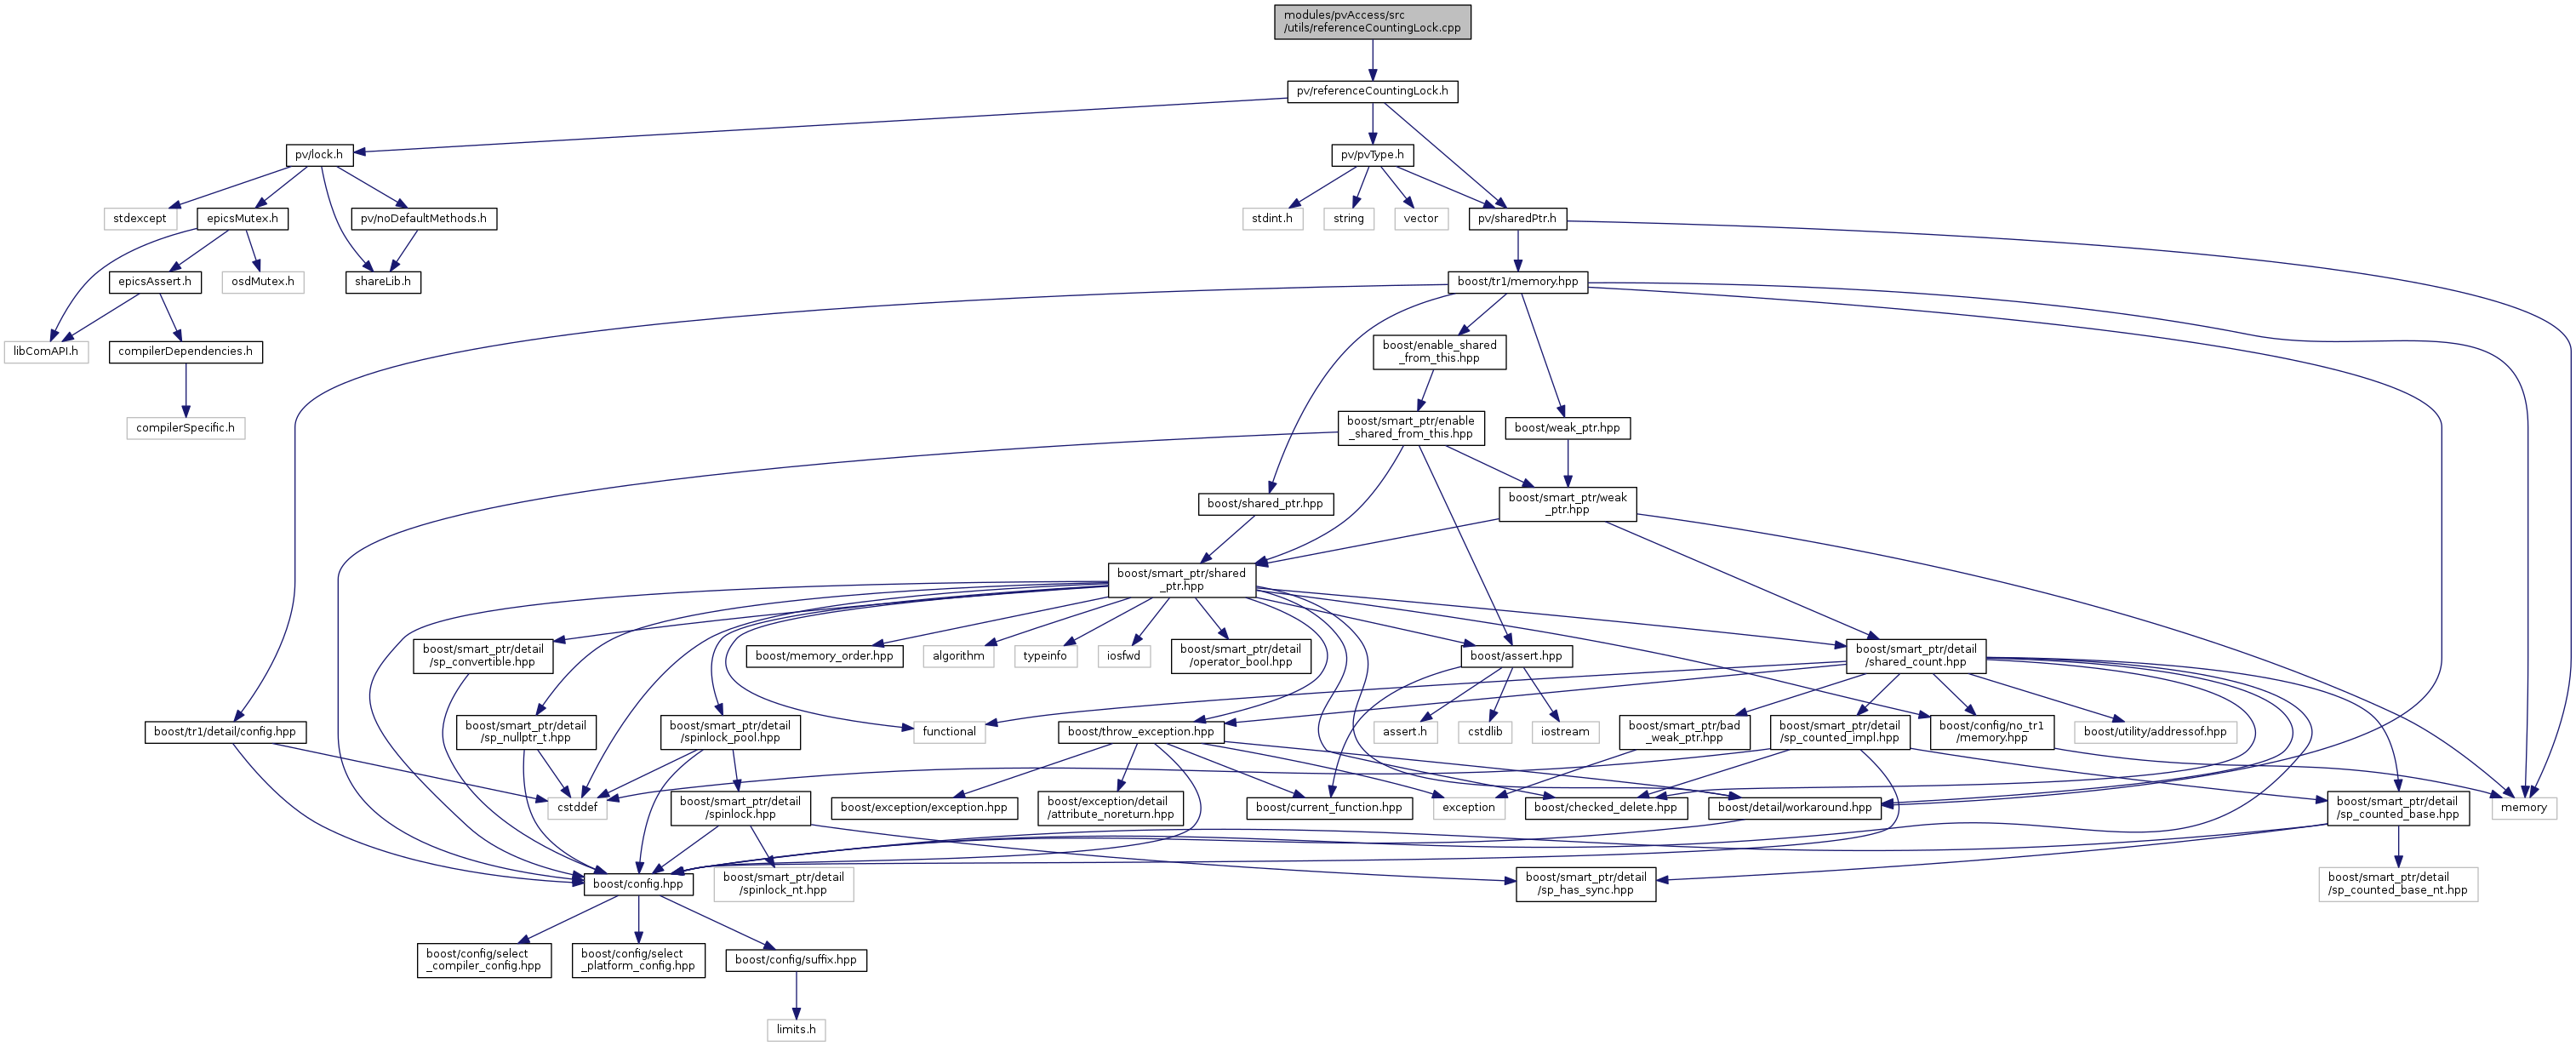 modules/pvAccess/src
/utils/referenceCountingLock.cpp
pv/referenceCountingLock.h
pv/lock.h
pv/pvType.h
stdexcept
epicsMutex.h
pv/noDefaultMethods.h
stdint.h
string
vector
pv/sharedPtr.h
epicsAssert.h
osdMutex.h
shareLib.h
boost/tr1/memory.hpp
libComAPI.h
compilerDependencies.h
boost/enable_shared
_from_this.hpp
compilerSpecific.h
boost/smart_ptr/enable
_shared_from_this.hpp
boost/weak_ptr.hpp
boost/shared_ptr.hpp
boost/smart_ptr/weak
_ptr.hpp
boost/smart_ptr/shared
_ptr.hpp
boost/smart_ptr/detail
/sp_convertible.hpp
boost/memory_order.hpp
algorithm
typeinfo
iosfwd
boost/smart_ptr/detail
/operator_bool.hpp
boost/assert.hpp
boost/smart_ptr/detail
/shared_count.hpp
boost/tr1/detail/config.hpp
boost/smart_ptr/detail
/sp_nullptr_t.hpp
boost/smart_ptr/detail
/spinlock_pool.hpp
functional
boost/throw_exception.hpp
assert.h
cstdlib
iostream
boost/smart_ptr/bad
_weak_ptr.hpp
boost/smart_ptr/detail
/sp_counted_impl.hpp
boost/config/no_tr1
/memory.hpp
boost/utility/addressof.hpp
cstddef
boost/smart_ptr/detail
/spinlock.hpp
boost/exception/exception.hpp
boost/exception/detail
/attribute_noreturn.hpp
boost/current_function.hpp
exception
boost/checked_delete.hpp
boost/detail/workaround.hpp
boost/smart_ptr/detail
/sp_counted_base.hpp
memory
boost/config.hpp
boost/smart_ptr/detail
/spinlock_nt.hpp
boost/smart_ptr/detail
/sp_has_sync.hpp
boost/smart_ptr/detail
/sp_counted_base_nt.hpp
boost/config/select
_compiler_config.hpp
boost/config/select
_platform_config.hpp
boost/config/suffix.hpp
limits.h